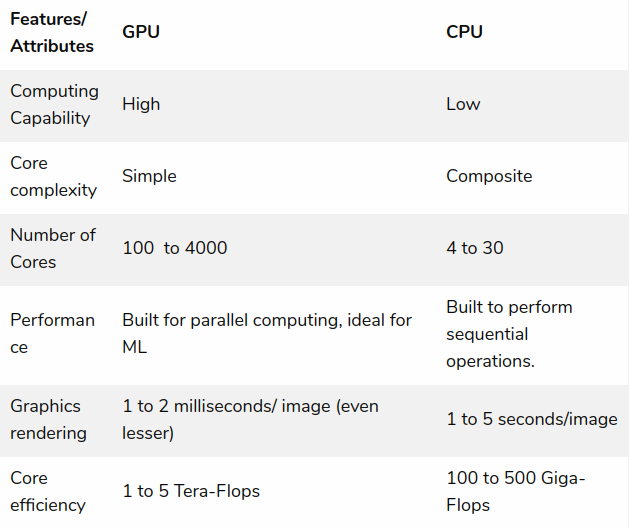 Features/
Attributes
GPU
CPU
Computing
Capability
High
Low
Core
complexity
Simple
Composite
Number of
Cores
100  to 4000
4 to 30
Performan
ce
Built for parallel computing, ideal for
ML
Built to perform
sequential
operations.
Graphics
rendering
1 to 2 milliseconds/ image (even
lesser)
1 to 5 seconds/image
Core
efficiency
1 to 5 Tera-Flops
100 to 500 Giga-
Flops